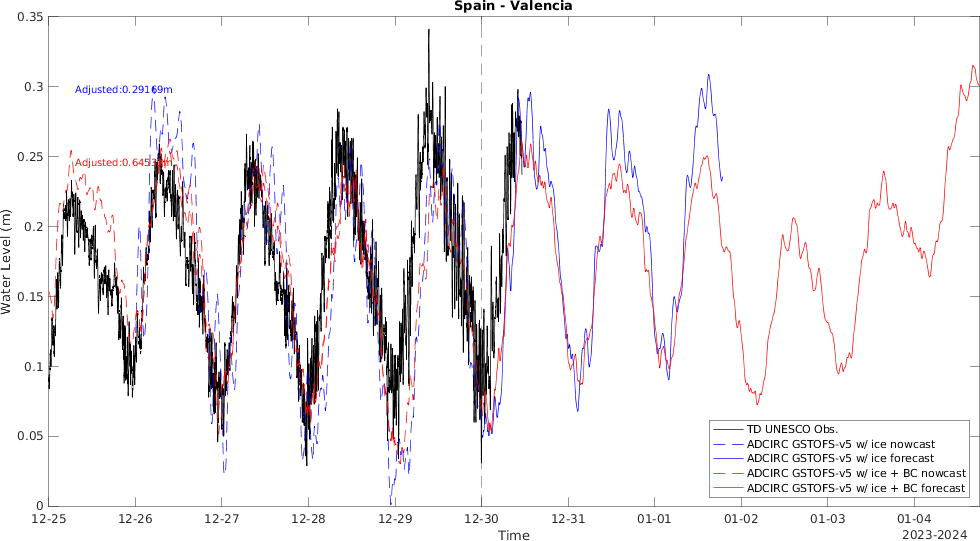 Spain - Valencia
0.35
0.3
0.25
0.2
0.15
0.1
0.05
0
Water Level (m)
Adjusted:0.29169m
12-25
12-26
12-27
12-28
12-29
12-30
12-31
01-01
01-02
01-03
01-04
Time
2023-2024
TD UNESCO Obs.
ADCIRC GSTOFS-v5 w/ ice nowcast
ADCIRC GSTOFS-v5 w/ ice forecast
ADCIRC GSTOFS-v5 w/ ice + BC nowcast
ADCIRC GSTOFS-v5 w/ ice + BC forecast